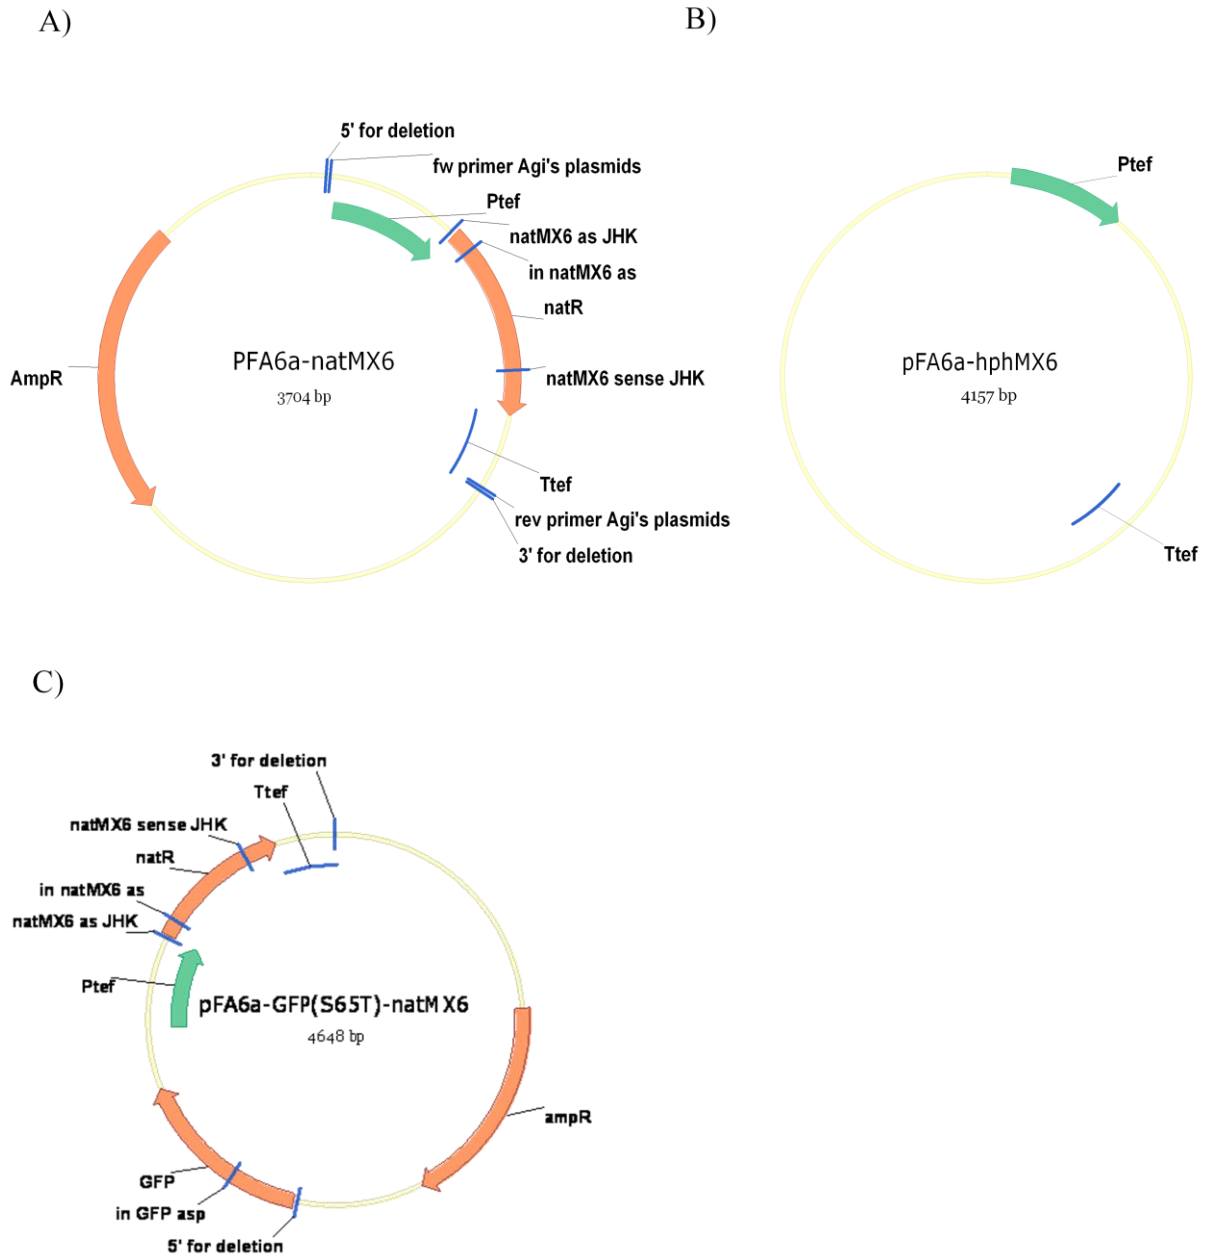 A)
5' for deletion
fw primer Agi's plasmids
Ptef
natMX6 as JHK
in natMX6 as
natR
PFA6a-natMX6
3704 bp
AmpR
natMX6 sense JHK
Ttef
rev primer Agi's plasmids
3' for deletion
B)
Ptef
pFA6a-hphMX6
4157 bp
Ttef
C)
3' for deletion
Ttef
natMX6 sense JHK
natR
in natMX6 as
natMX6 as JHK
Ptef
pFA6a-GFP(S65T)-natMX6
4648 bp
ampR
GFP
in GFP asp
5' for deletion